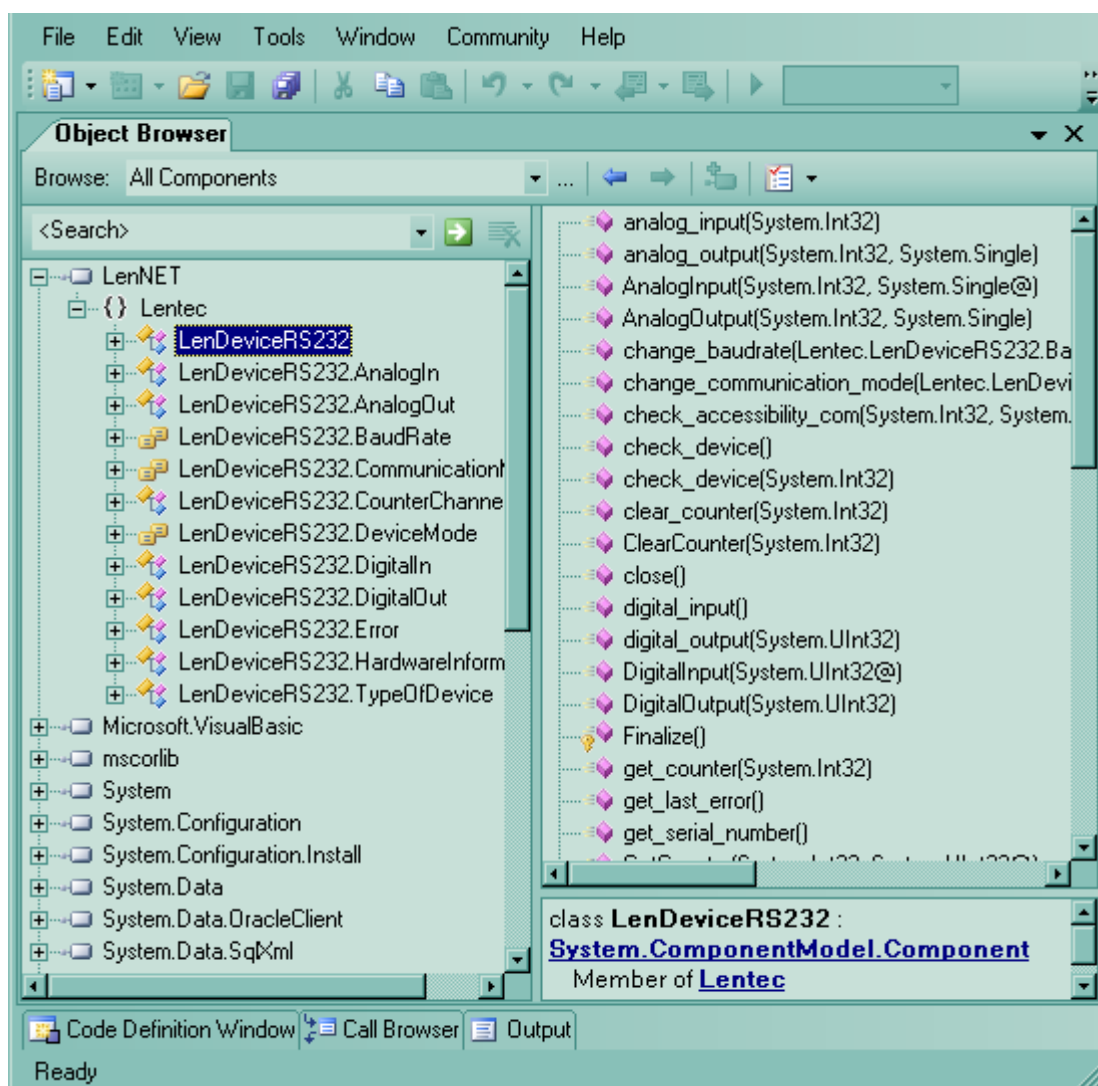 File Edit View Tools Window Community Help
Object Browser
Browse: All Components ...
<Search>
LenNET
{} Lentec
LenDeviceRS232
LenDeviceRS232.AnalogIn
LenDeviceRS232.AnalogOut
LenDeviceRS232.BaudRate
LenDeviceRS232.Communication
LenDeviceRS232.CounterChanne
LenDeviceRS232.DeviceMode
LenDeviceRS232.DigitalIn
LenDeviceRS232.DigitalOut
LenDeviceRS232.Error
LenDeviceRS232.HardwareInform
LenDeviceRS232.TypeOfDevice
Microsoft.VisualBasic
mscorlib
System
System.Configuration
System.Configuration.Install
System.Data
System.Data.OracleClient
System.Data.SqlXml
analog_input(System.Int32)
analog_output(System.Int32, System.Single)
AnalogInput(System.Int32, System.Single@)
AnalogOutput(System.Int32, System.Single)
change_baudrate(Lentec.LenDeviceRS232.Ba
change_communication_mode(Lentec.LenDevi
check_accessibility_com(System.Int32, System.
check_device()
check_device(System.Int32)
clear_counter(System.Int32)
ClearCounter(System.Int32)
close()
digital_input()
digital_output(System.UInt32)
DigitalInput(System.UInt32@)
DigitalOutput(System.UInt32)
Finalize()
get_counter(System.Int32)
get_last_error()
get_serial_number()
class LenDeviceRS232 :
System.ComponentModel.Component
Member of Lentec
Code Definition Window Call Browser Output
Ready